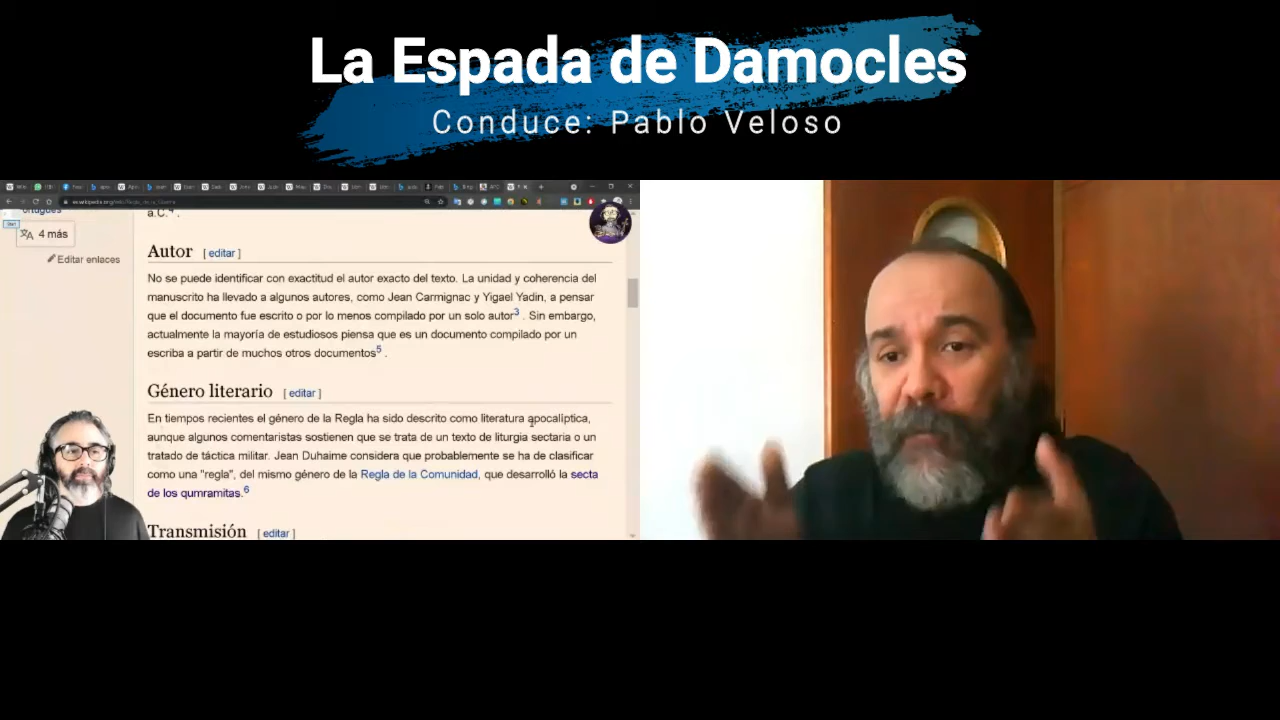 La Espada de Damocles
Conduce: Pablo Veloso
ortugués
4 más
Editar enlaces
a.C.4 .
Autor [ editar ]
No se puede identificar con exactitud el autor exacto del texto. La unidad y coherencia del
manuscrito ha llevado a algunos autores, como Jean Carmignac y Yigael Yadin, a pensar
que el documento fue escrito o por lo menos compilado por un solo autor3 . Sin embargo,
actualmente la mayoría de estudiosos piensa que es un documento compilado por un
escriba a partir de muchos otros documentos5 .
Género literario [ editar ]
En tiempos recientes el género de la Regla ha sido descrito como literatura apocalíptica,
aunque algunos comentaristas sostienen que se trata de un texto de liturgia sectaria o un
tratado de táctica militar. Jean Duhaime considera que probablemente se ha de clasificar
como una "regla", del mismo género de la Regla de la Comunidad, que desarrolló la secta
de los qumramitas.6
Transmisión [ editar ]